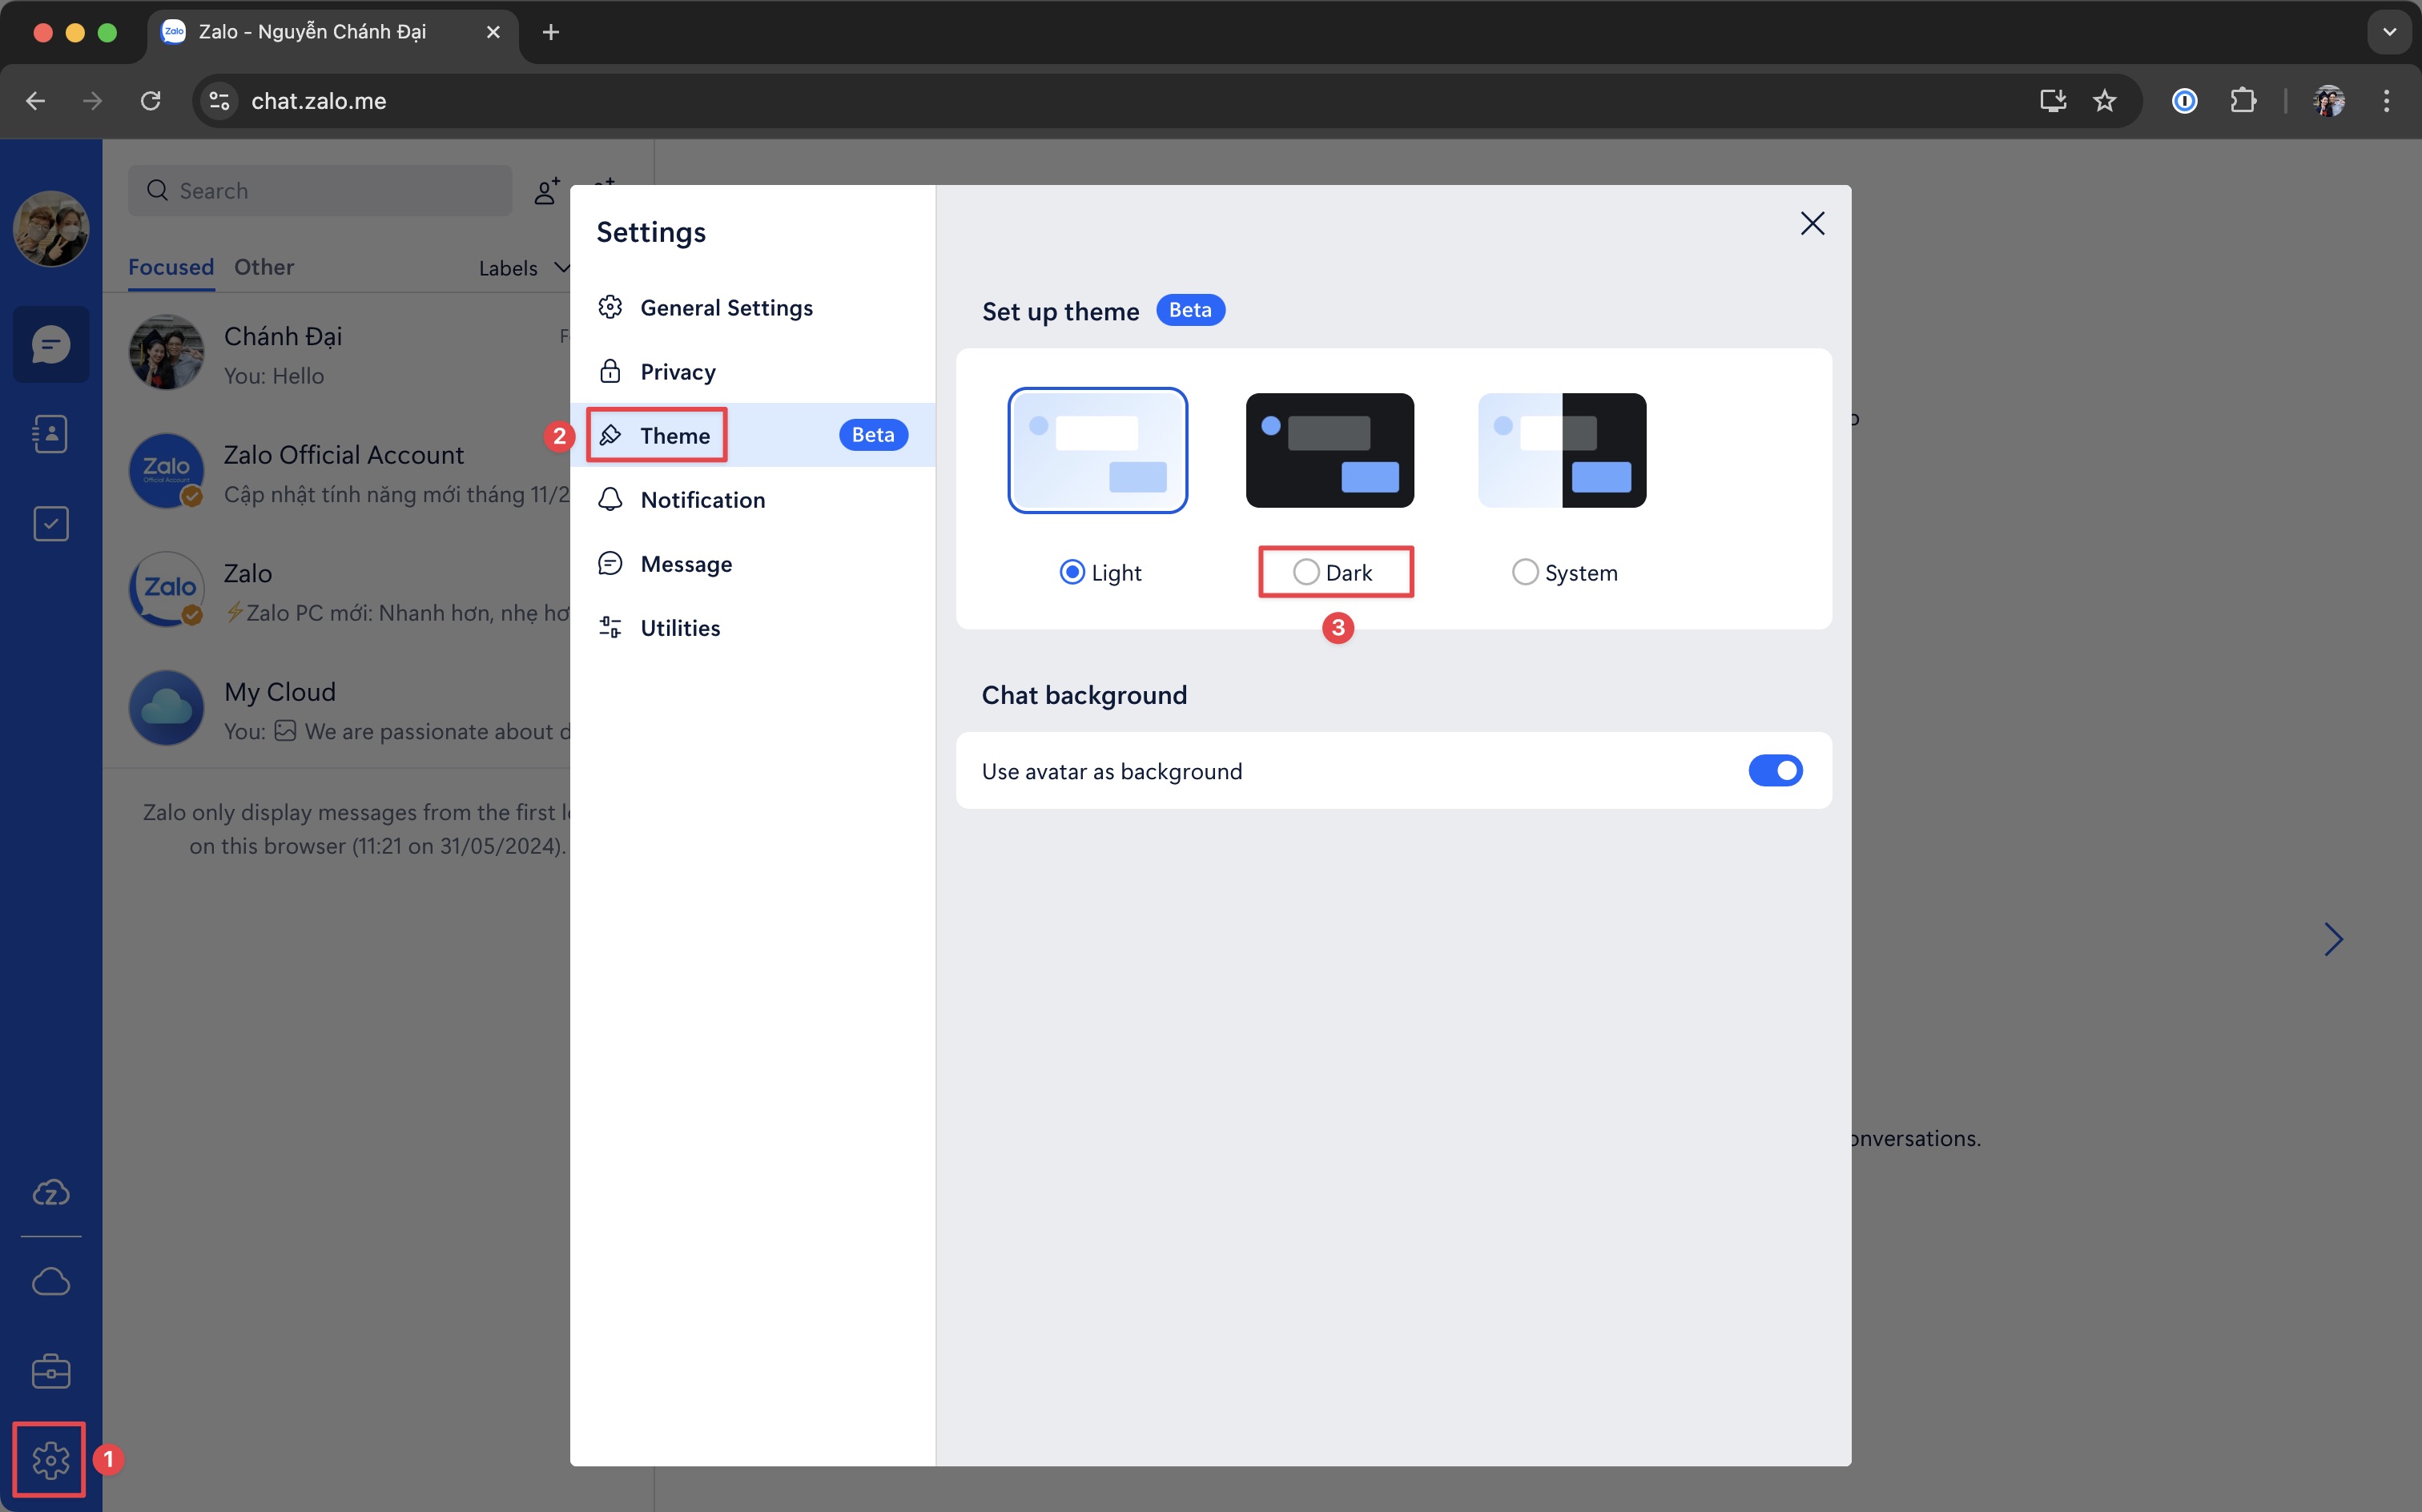 Zalo - Nguyễn Chánh Đại
chat.zalo.me
Search
Focused Other Labels
Chánh Đại
You: Hello
Zalo Official Account
Cập nhật tính năng mới tháng 11/2
Zalo
⚡Zalo PC mới: Nhanh hơn, nhẹ
My Cloud
You: We are passionate about
Zalo only display messages from the first
on this browser (11:21 on 31/05/2024).
1
Settings
General Settings
Privacy
2
Theme Beta
Notification
Message
Utilities
Set up theme Beta
Light Dark System
3
Chat background
Use avatar as background
onversations.
Zalo
Zalo
Official Account
Zalo